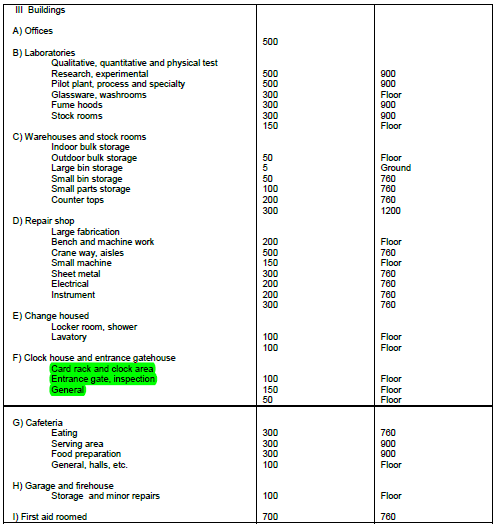 III Buildings
A) Offices
500
B) Laboratories
Qualitative, quantitative and physical test
Research, experimental 500 900
Pilot plant, process and specialty 500 900
Glassware, washrooms 300 Floor
Fume hoods 300 900
Stock rooms 300 900
150 Floor
C) Warehouses and stock rooms
Indoor bulk storage
Outdoor bulk storage 50 Floor
Large bin storage 5 Ground
Small bin storage 50 760
Small parts storage 100 760
Counter tops 200 760
300 1200
D) Repair shop
Large fabrication
Bench and machine work 200 Floor
Crane way, aisles 500 760
Small machine 150 Floor
Sheet metal 300 760
Electrical 200 760
Instrument 200 760
300 760
E) Change housed
Locker room, shower
Lavatory 100 Floor
100 Floor
F) Clock house and entrance gatehouse
Card rack and clock area
Entrance gate, inspection 100 Floor
General 150 Floor
50 Floor
G) Cafeteria
Eating 300 760
Serving area 300 900
Food preparation 300 900
General, halls, etc. 100 Floor
H) Garage and firehouse
Storage and minor repairs 100 Floor
I) First aid roomed 700 760